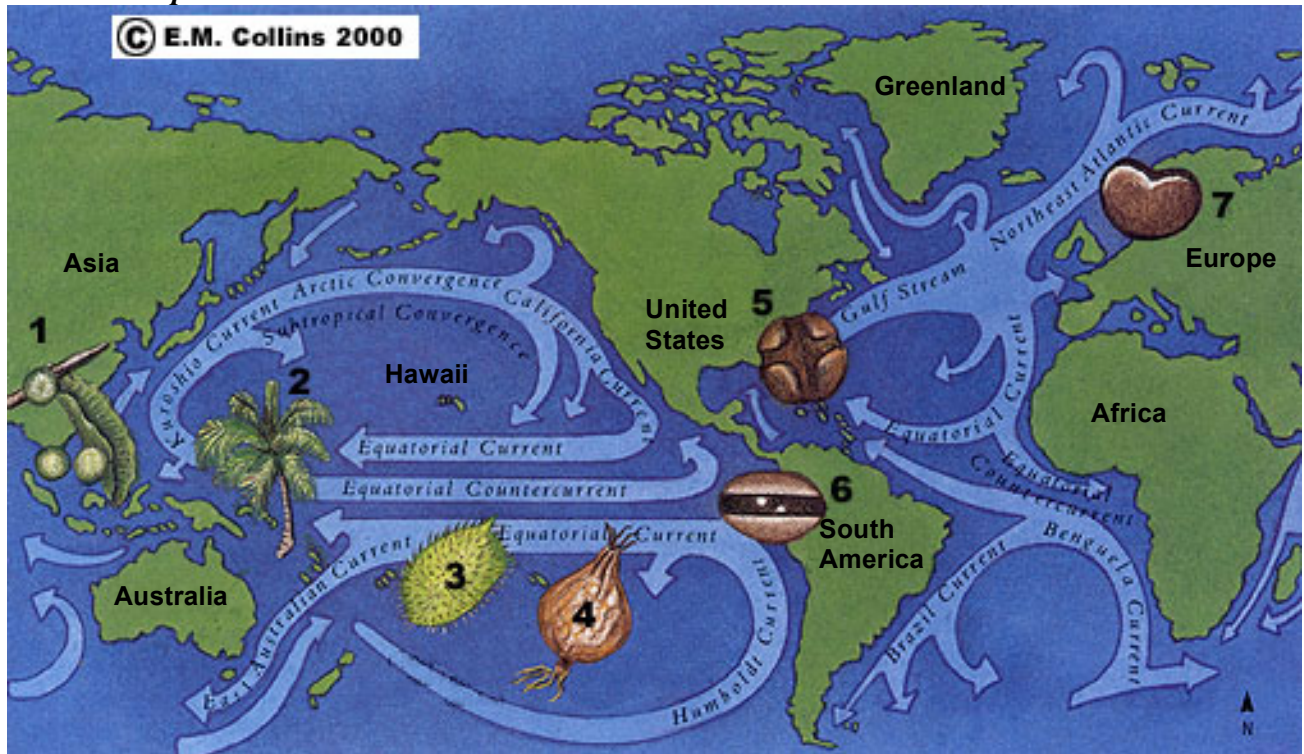 © E.M. Collins 2000
Greenland
Northeast Atlantic Current
7
Asia
Europe
Arctic Convergence
Gulf Stream
1
Kuroshio Current
Subtropical Convergence
California Current
United
States
5
2
Hawaii
Africa
Equatorial Current
Equatorial Current
Equatorial
Countercurrent
Equatorial Countercurrent
6
South
America
Benguela Current
Equatorial Current
3
4
Australia
East Australian Current
Humboldt Current
Brazil Current
N